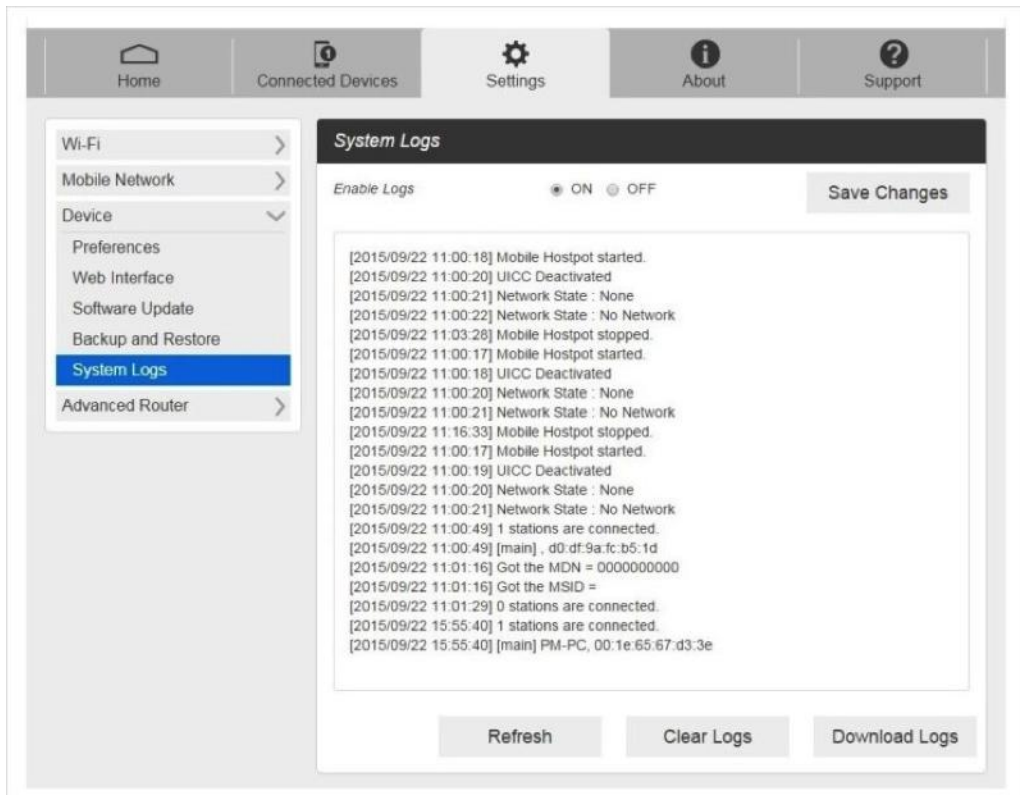 Home
Connected Devices
Settings
About
Support
Wi-Fi
Mobile Network
Device
Preferences
Web Interface
Software Update
Backup and Restore
System Logs
Advanced Router
System Logs
Enable Logs ON OFF
Save Changes
[2015/09/22 11:00:18] Mobile Hostpot started.
[2015/09/22 11:00:20] UICC Deactivated
[2015/09/22 11:00:21] Network State : None
[2015/09/22 11:00:22] Network State : No Network
[2015/09/22 11:03:28] Mobile Hostpot stopped.
[2015/09/22 11:00:17] Mobile Hostpot started.
[2015/09/22 11:00:18] UICC Deactivated
[2015/09/22 11:00:20] Network State : None
[2015/09/22 11:00:21] Network State : No Network
[2015/09/22 11:16:33] Mobile Hostpot stopped.
[2015/09/22 11:00:17] Mobile Hostpot started.
[2015/09/22 11:00:19] UICC Deactivated
[2015/09/22 11:00:20] Network State : None
[2015/09/22 11:00:21] Network State : No Network
[2015/09/22 11:00:49] 1 stations are connected.
[2015/09/22 11:00:49] [main] , d0:df:9a:fc:b5:1d
[2015/09/22 11:01:16] Got the MDN = 0000000000
[2015/09/22 11:01:16] Got the MSID =
[2015/09/22 11:01:29] 0 stations are connected.
[2015/09/22 15:55:40] 1 stations are connected.
[2015/09/22 15:55:40] [main] PM-PC, 00:1e:65:67:d3:3e
Refresh
Clear Logs
Download Logs